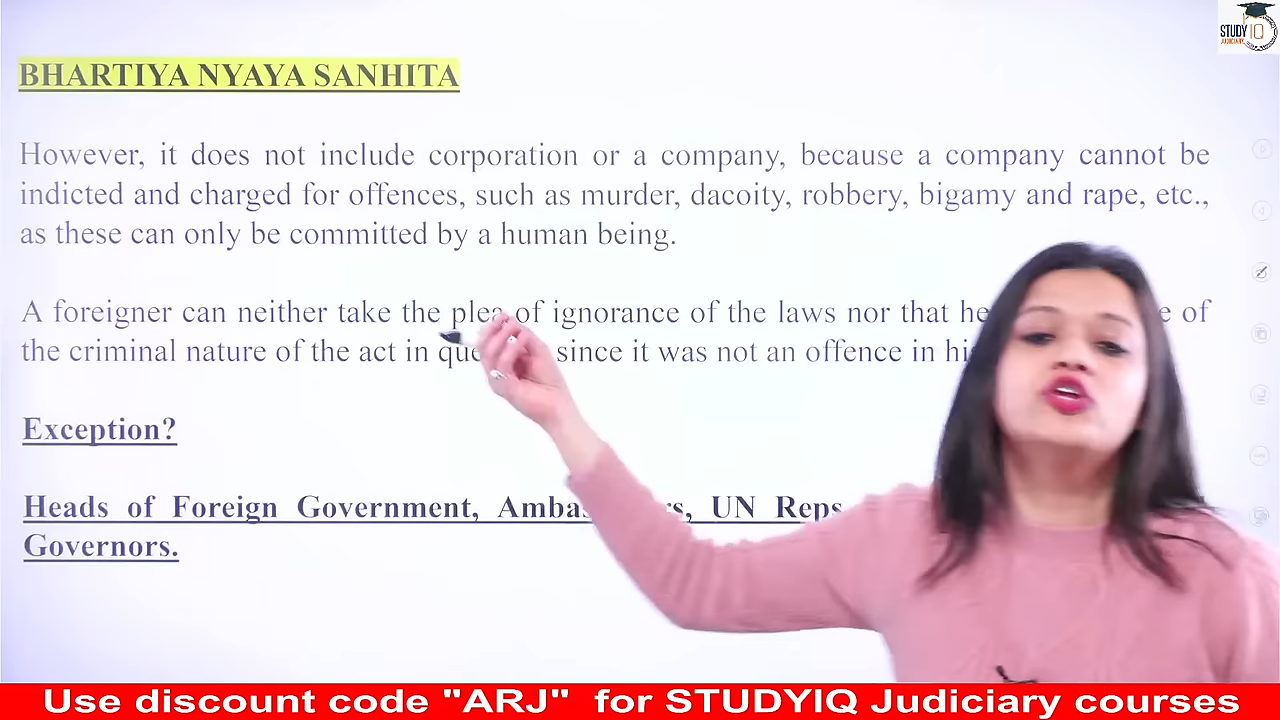 STUDY IQ
JUDICIARY
BHARTIYA NYAYA SANHITA
However, it does not include corporation or a company, because a company cannot be
indicted and charged for offences, such as murder, dacoity, robbery, bigamy and rape, etc.,
as these can only be committed by a human being.
A foreigner can neither take the plea of ignorance of the laws nor that he of
the criminal nature of the act in since it was not an offence in
Exception?
Heads of Foreign Government, UN Reps
Governors.
Use discount code "ARJ" for STUDYIQ Judiciary courses